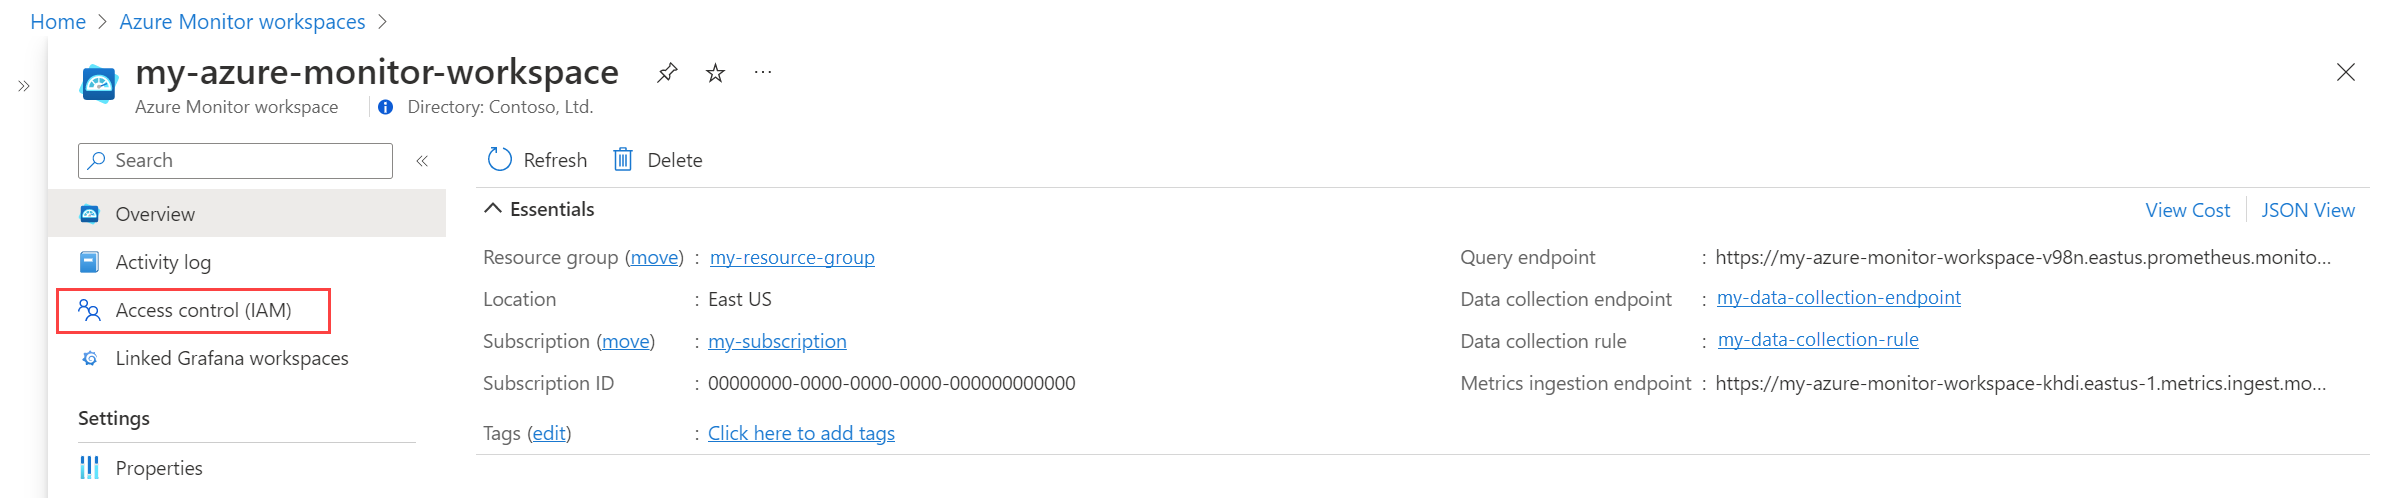 Home > Azure Monitor workspaces >
my-azure-monitor-workspace
Azure Monitor workspace | Directory: Contoso, Ltd.
Search
Refresh Delete
Overview
Activity log
Access control (IAM)
Linked Grafana workspaces
Settings
Properties
Essentials
View Cost JSON View
Resource group (move) : my-resource-group
Location : East US
Subscription (move) : my-subscription
Subscription ID : 00000000-0000-0000-0000-000000000000
Tags (edit) : Click here to add tags
Query endpoint : https://my-azure-monitor-workspace-v98n.eastus.prometheus.monito...
Data collection endpoint : my-data-collection-endpoint
Data collection rule : my-data-collection-rule
Metrics ingestion endpoint : https://my-azure-monitor-workspace-khdi.eastus-1.metrics.ingest.mo...